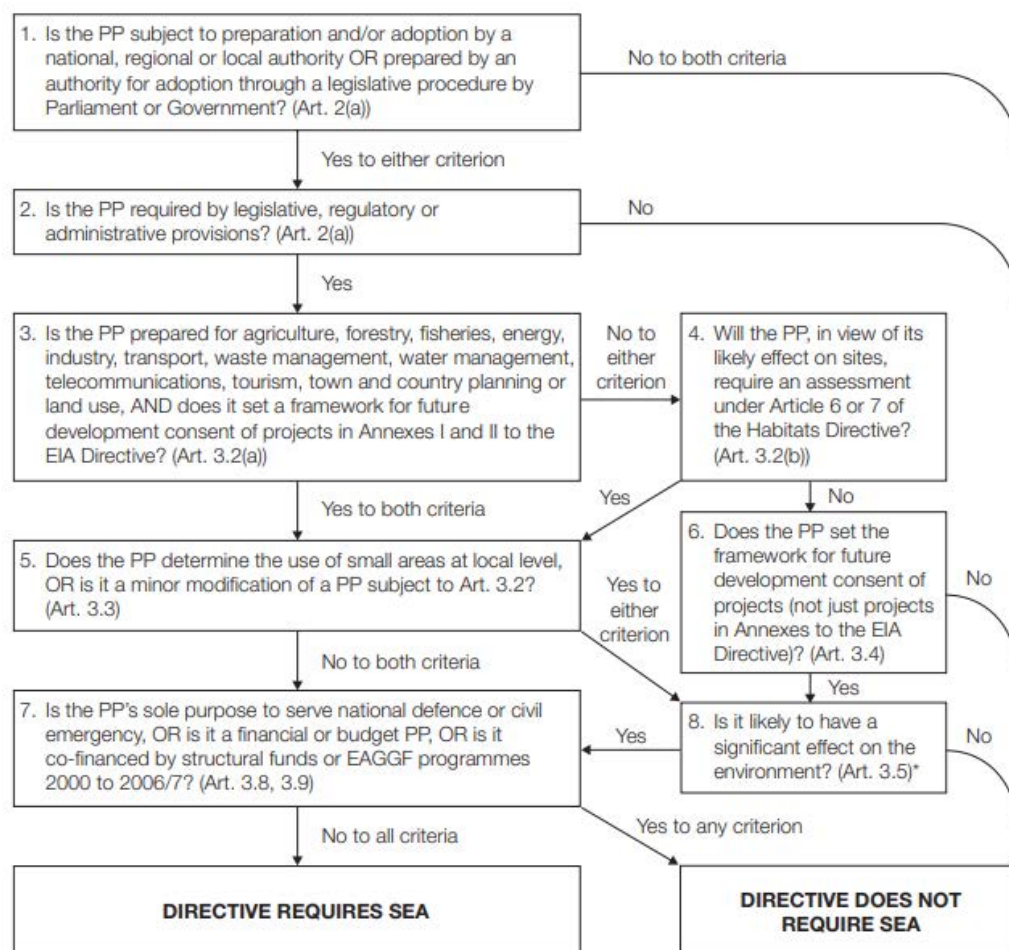 1. Is the PP subject to preparation and/or adoption by a
national, regional or local authority OR prepared by an
authority for adoption through a legislative procedure by
Parliament or Government? (Art. 2(a))
No to both criteria
Yes to either criterion
2. Is the PP required by legislative, regulatory or
administrative provisions? (Art. 2(a))
No
Yes
3. Is the PP prepared for agriculture, forestry, fisheries, energy,
industry, transport, waste management, water management,
telecommunications, tourism, town and country planning or
land use, AND does it set a framework for future
development consent of projects in Annexes I and II to the
EIA Directive? (Art. 3.2(a))
No to
either
criterion
4. Will the PP, in view of its
likely effect on sites,
require an assessment
under Article 6 or 7 of
the Habitats Directive?
(Art. 3.2(b))
Yes to both criteria
Yes
No
5. Does the PP determine the use of small areas at local level,
OR is it a minor modification of a PP subject to Art. 3.2?
(Art. 3.3)
Yes to
either
criterion
6. Does the PP set the
framework for future
development consent of
projects (not just projects
in Annexes to the EIA
Directive)? (Art. 3.4)
No
No to both criteria
Yes
7. Is the PP's sole purpose to serve national defence or civil
emergency, OR is it a financial or budget PP, OR is it
co-financed by structural funds or EAGGF programmes
2000 to 2006/7? (Art. 3.8, 3.9)
Yes
8. Is it likely to have a
significant effect on the
environment? (Art. 3.5)*
No
No to all criteria
Yes to any criterion
DIRECTIVE REQUIRES SEA
DIRECTIVE DOES NOT
REQUIRE SEA